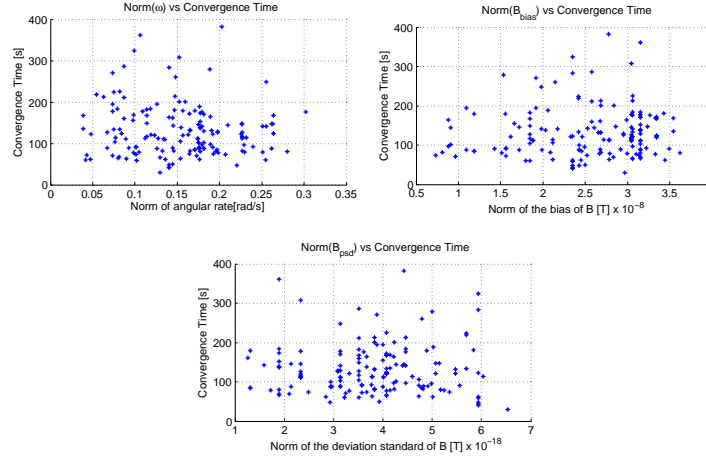 Norm(ω) vs Convergence Time
Convergence Time [s]
400
300
200
100
0
0 0.05 0.1 0.15 0.2 0.25 0.3 0.35
Norm of angular rate[rad/s]
Norm(B_bias) vs Convergence Time
Convergence Time [s]
400
300
200
100
0
0.5 1 1.5 2 2.5 3 3.5
Norm of the bias of B [T] x 10^-8
Norm(B_psd) vs Convergence Time
Convergence Time [s]
400
300
200
100
0
1 2 3 4 5 6 7
Norm of the deviation standard of B [T] x 10^-18